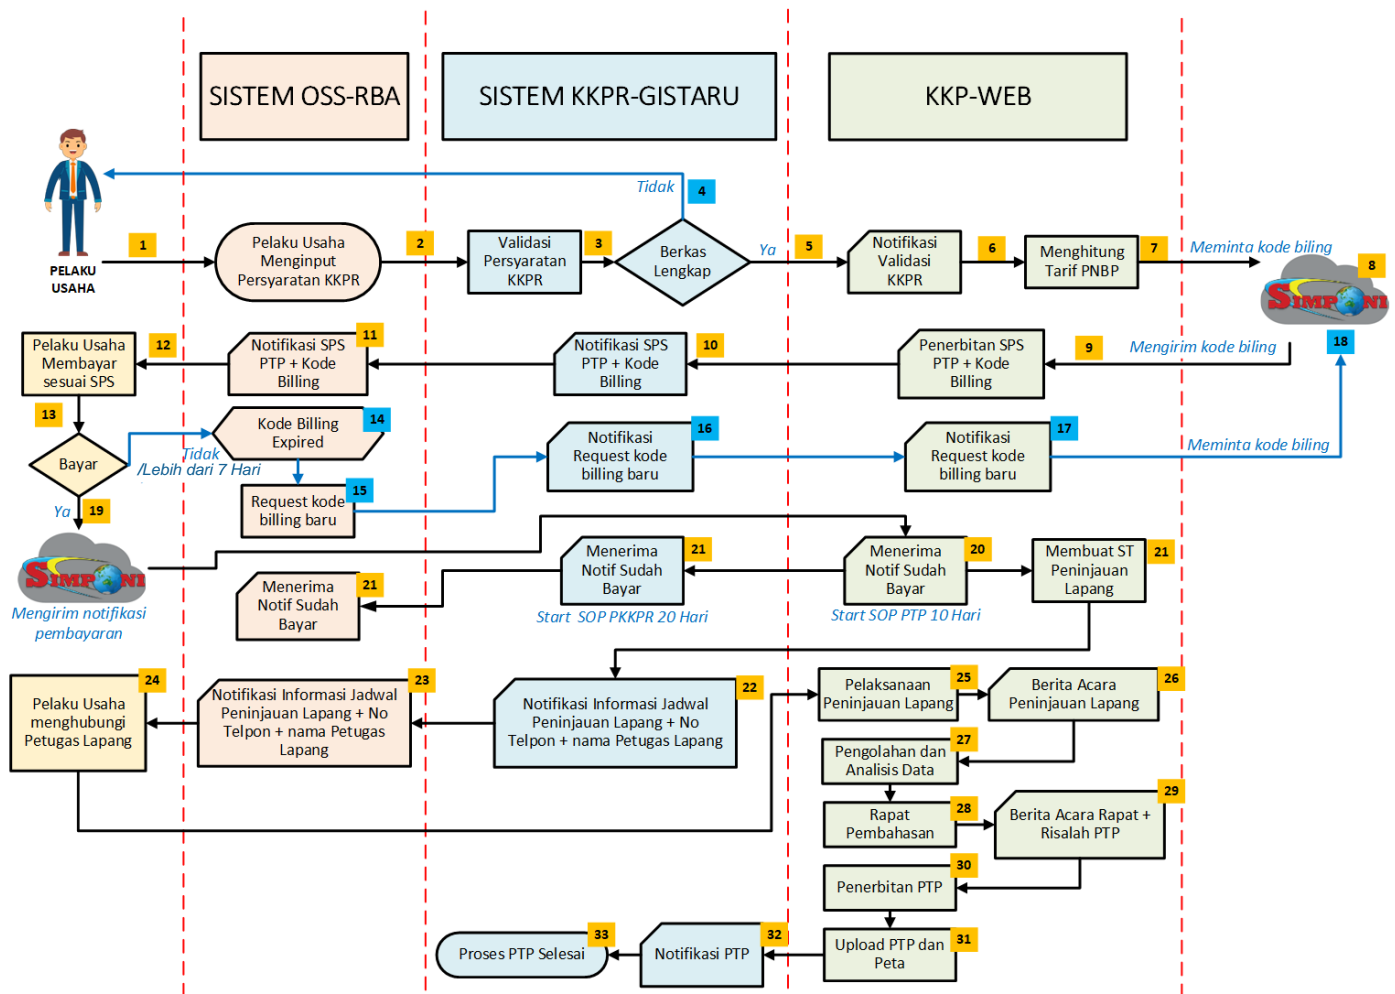 SISTEM OSS-RBA
SISTEM KKPR-GISTARU
KKP-WEB
Tidak
4
1
PELAKU
USAHA
Pelaku Usaha
Menginput
Persyaratan KKPR
2
Validasi
Persyaratan
KKPR
3
Berkas
Lengkap
Ya
5
Notifikasi
Validasi
KKPR
6
Menghitung
Tarif PNBP
7
Meminta kode biling
8
SIMPONI
Pelaku Usaha
Membayar
sesuai SPS
12
Notifikasi SPS
PTP + Kode
Billing
11
Notifikasi SPS
PTP + Kode
Billing
10
Penerbitan SPS
PTP + Kode
Billing
9
Mengirim kode biling
18
13
Bayar
Tidak
/Lebih dari 7 Hari
Kode Billing
Expired
14
Request kode
billing baru
15
Notifikasi
Request kode
billing baru
16
Notifikasi
Request kode
billing baru
17
Meminta kode biling
Ya
19
SIMPONI
Mengirim notifikasi
pembayaran
Menerima
Notif Sudah
Bayar
21
Menerima
Notif Sudah
Bayar
21
Start SOP PKKPR 20 Hari
Menerima
Notif Sudah
Bayar
20
Start SOP PTP 10 Hari
Membuat ST
Peninjauan
Lapang
21
Pelaku Usaha
menghubungi
Petugas Lapang
24
Notifikasi Informasi Jadwal
Peninjauan Lapang + No
Telpon + nama Petugas
Lapang
23
Notifikasi Informasi Jadwal
Peninjauan Lapang + No
Telpon + nama Petugas Lapang
22
Pelaksanaan
Peninjauan Lapang
25
Berita Acara
Peninjauan Lapang
26
Pengolahan dan
Analisis Data
27
Rapat
Pembahasan
28
Berita Acara Rapat +
Risalah PTP
29
Penerbitan PTP
30
Upload PTP dan
Peta
31
Notifikasi PTP
32
Proses PTP Selesai
33